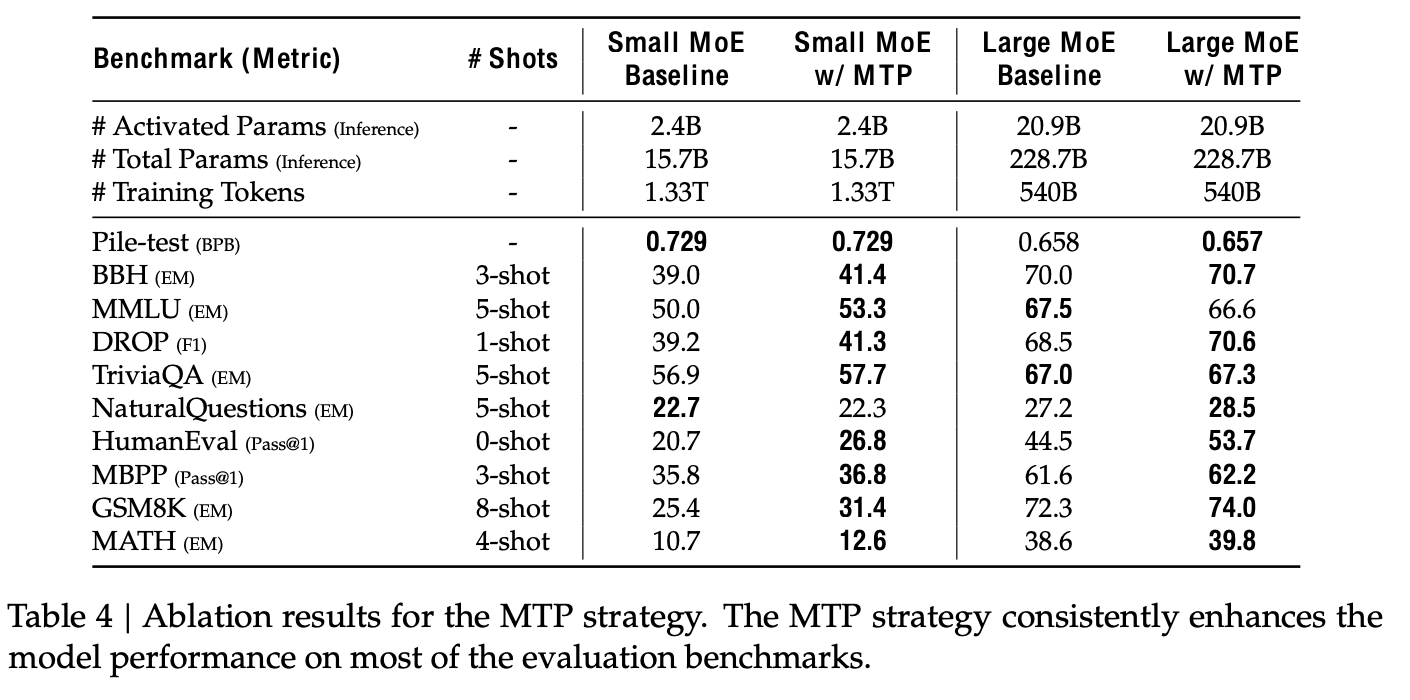 Benchmark (Metric) # Shots Small MoE Baseline Small MoE w/ MTP Large MoE Baseline Large MoE w/ MTP
# Activated Params (Inference) - 2.4B 2.4B 20.9B 20.9B
# Total Params (Inference) - 15.7B 15.7B 228.7B 228.7B
# Training Tokens - 1.33T 1.33T 540B 540B
Pile-test (BPB) - 0.729 0.729 0.658 0.657
BBH (EM) 3-shot 39.0 41.4 70.0 70.7
MMLU (EM) 5-shot 50.0 53.3 67.5 66.6
DROP (F1) 1-shot 39.2 41.3 68.5 70.6
TriviaQA (EM) 5-shot 56.9 57.7 67.0 67.3
NaturalQuestions (EM) 5-shot 22.7 22.3 27.2 28.5
HumanEval (Pass@1) 0-shot 20.7 26.8 44.5 53.7
MBPP (Pass@1) 3-shot 35.8 36.8 61.6 62.2
GSM8K (EM) 8-shot 25.4 31.4 72.3 74.0
MATH (EM) 4-shot 10.7 12.6 38.6 39.8
Table 4 | Ablation results for the MTP strategy. The MTP strategy consistently enhances the
model performance on most of the evaluation benchmarks.